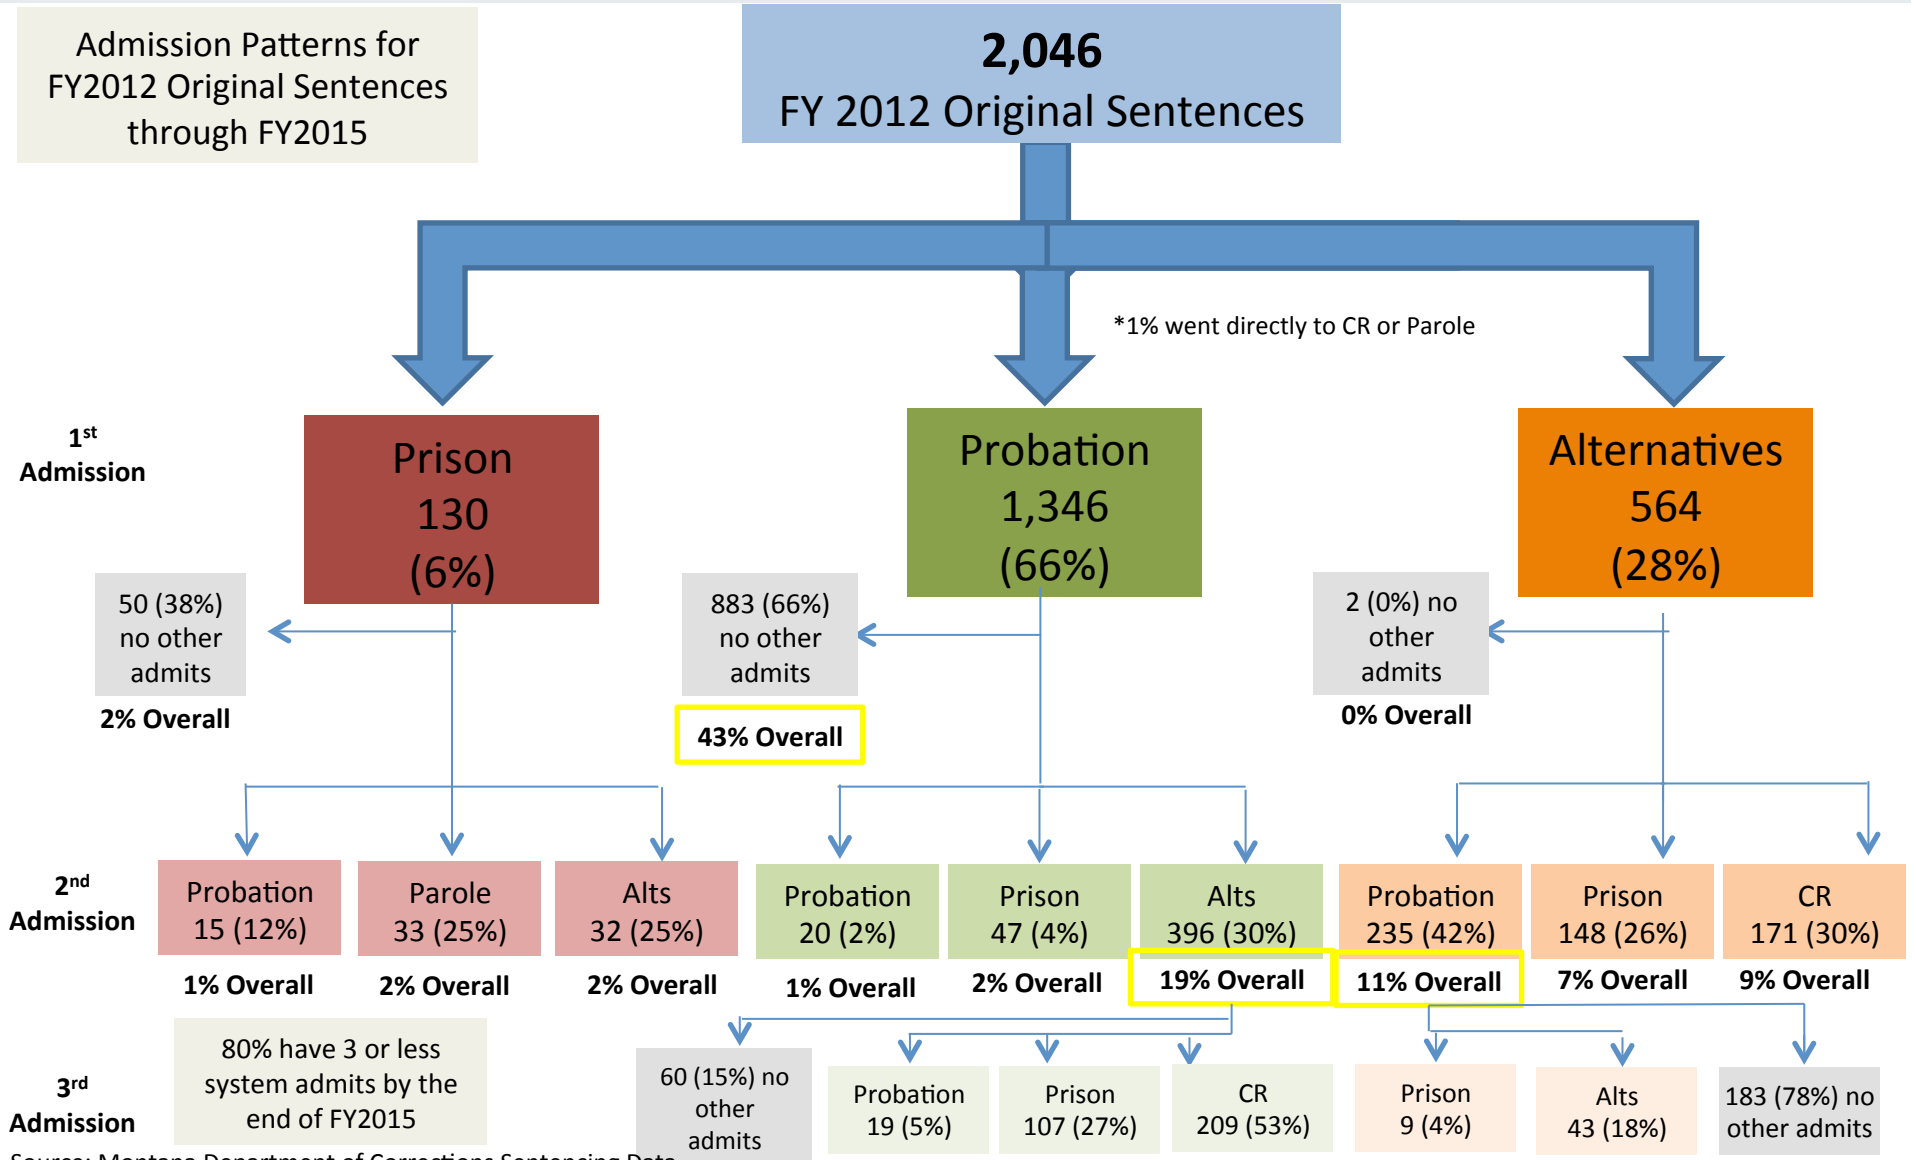 Admission Patterns for
FY2012 Original Sentences
through FY2015
2,046
FY 2012 Original Sentences
*1% went directly to CR or Parole
1st
Admission
Prison
130
(6%)
Probation
1,346
(66%)
Alternatives
564
(28%)
50 (38%)
no other
admits
2% Overall
883 (66%)
no other
admits
43% Overall
2 (0%) no
other
admits
0% Overall
2nd
Admission
Probation
15 (12%)
1% Overall
Parole
33 (25%)
2% Overall
Alts
32 (25%)
2% Overall
Probation
20 (2%)
1% Overall
Prison
47 (4%)
2% Overall
Alts
396 (30%)
19% Overall
Probation
235 (42%)
11% Overall
Prison
148 (26%)
7% Overall
CR
171 (30%)
9% Overall
80% have 3 or less
system admits by the
end of FY2015
3rd
Admission
60 (15%) no
other
admits
Probation
19 (5%)
Prison
107 (27%)
CR
209 (53%)
Prison
9 (4%)
Alts
43 (18%)
183 (78%) no
other admits
Source: Montana Department of Corrections Sentencing Data